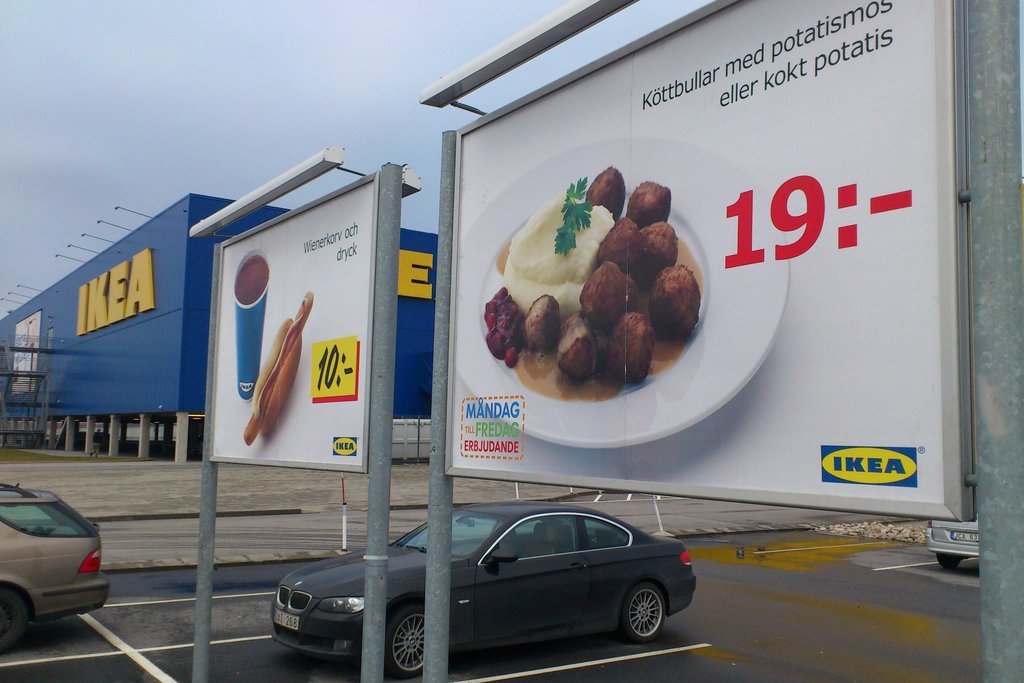 IKEA
E
Wienerkorv och
dryck
10:-
IKEA
Köttbullar med potatismos
eller kokt potatis
19:-
MÅNDAG
TILL FREDAG
ERBJUDANDE
IKEA®